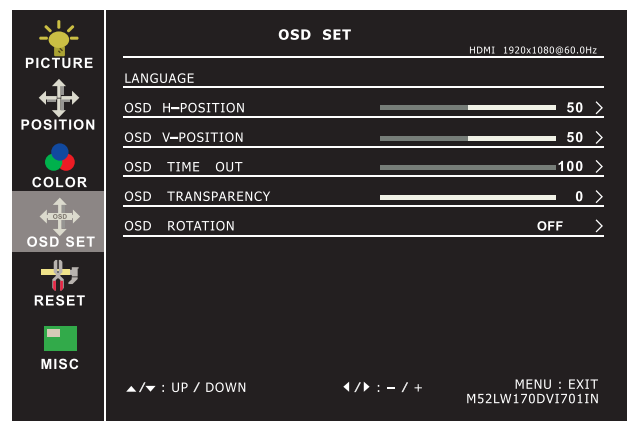 PICTURE
POSITION
COLOR
OSD
OSD SET
RESET
MISC
OSD SET
HDMI 1920x1080@60.0Hz
LANGUAGE
OSD H-POSITION 50 >
OSD V-POSITION 50 >
OSD TIME OUT 100 >
OSD TRANSPARENCY 0 >
OSD ROTATION OFF >
▲/▼ : UP / DOWN ◀/▶ : - / + MENU : EXIT
M52LW170DVI701IN